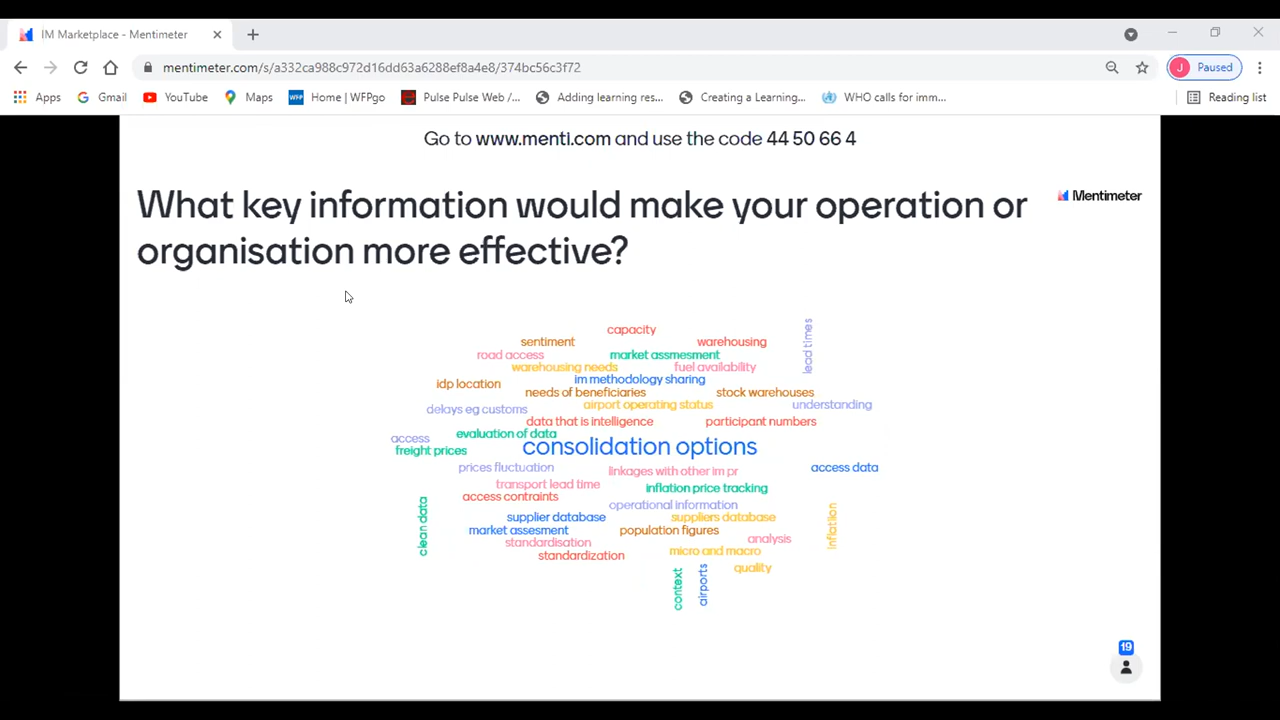 IM Marketplace - Mentimeter
mentimeter.com/s/a332ca988c972d16dd63a6288ef8a4e8/374bc56c3f72
J Paused
Apps Gmail YouTube Maps WFP Home | WFPgo Pulse Pulse Web /... Adding learning res... Creating a Learning... WHO calls for imm... Reading list
Go to www.menti.com and use the code 44 50 66 4
What key information would make your operation or
organisation more effective?
Mentimeter
capacity
sentiment
warehousing
lead times
road access
market assmesment
warehousing needs
fuel availability
im methodology sharing
idp location
needs of beneficiaries
stock warehouses
airport operating status
understanding
delays eg customs
data that is intelligence
participant numbers
evaluation of data
access
consolidation options
freight prices
prices fluctuation
linkages with other im pr
access data
transport lead time
inflation price tracking
access contraints
operational information
clean data
supplier database
suppliers database
inflatiion
market assesment
population figures
standardisation
analysis
standardization
micro and macro
quality
context
airports
19